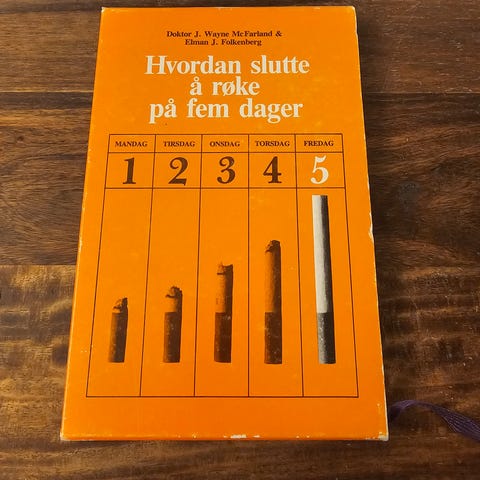 Doktor J. Wayne McFarland &
Elman J. Folkenberg
Hvordan slutte
å røke
på fem dager
MANDAG TIRSDAG ONSDAG TORSDAG FREDAG
1 2 3 4 5